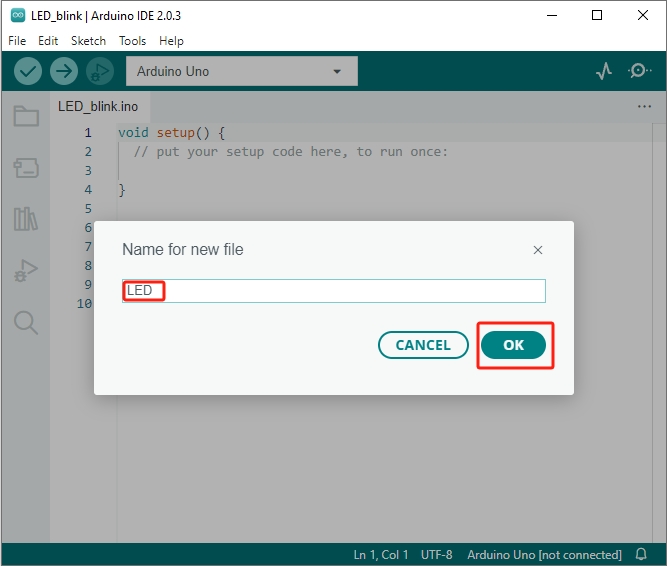 LED_blink | Arduino IDE 2.0.3
File Edit Sketch Tools Help
Arduino Uno
LED_blink.ino
1 void setup() {
2 // put your setup code here, to run once:
3
4 }
5
6
7
8
9
10
Name for new file
LED
CANCEL OK
Ln 1, Col 1 UTF-8 Arduino Uno [not connected]